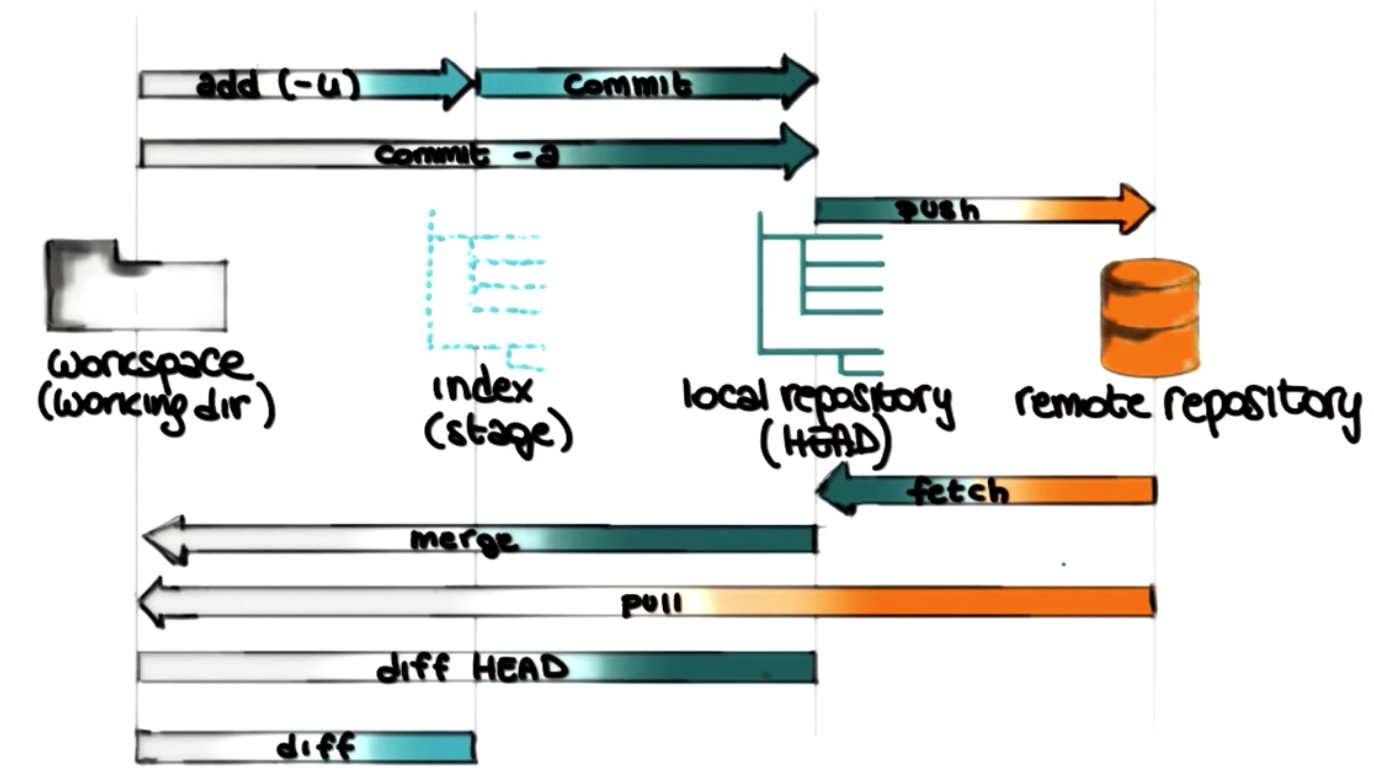 add (-u)
commit
commit -a
push
workspace
(working dir)
index
(stage)
local repository
(HEAD)
remote repository
fetch
merge
pull
diff HEAD
diff